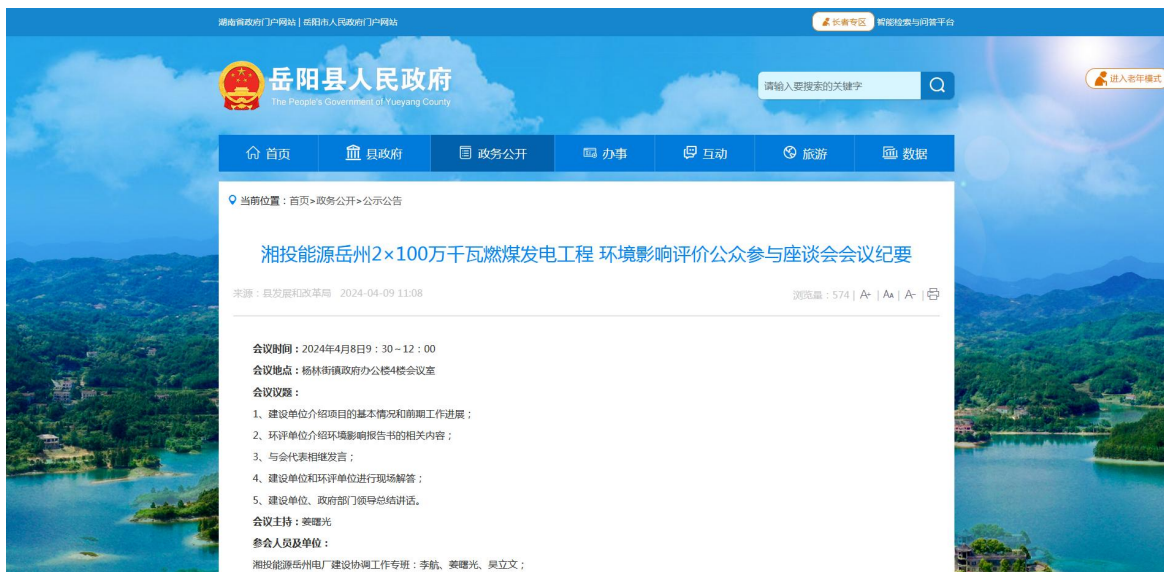 湖南省政府门户网站 | 岳阳市人民政府门户网站
长者专区 智能检索与问答平台
岳阳县人民政府
The People's Government of Yueyang County
请输入要搜索的关键字
进入老年模式
首页 县政府 政务公开 办事 互动 旅游 数据
当前位置：首页>政务公开>公示公告
湘投能源岳州2×100万千瓦燃煤发电工程 环境影响评价公众参与座谈会会议纪要
来源：县发展和改革局 2024-04-09 11:08 浏览量：574 | A+ | AA | A- |
会议时间：2024年4月8日9：30－12：00
会议地点：杨林街镇政府办公楼4楼会议室
会议议题：
1、建设单位介绍项目的基本情况和前期工作进展；
2、环评单位介绍环境影响报告书的相关内容；
3、与会代表相继发言；
4、建设单位和环评单位进行现场解答；
5、建设单位、政府部门领导总结讲话。
会议主持：姜曙光
参会人员及单位：
湘投能源岳州电厂建设协调工作专班：李航、姜曙光、吴立文；